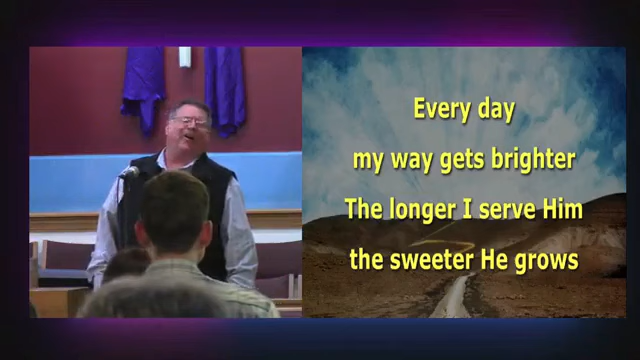 Every day
my way gets brighter
The longer I serve Him
the sweeter He grows